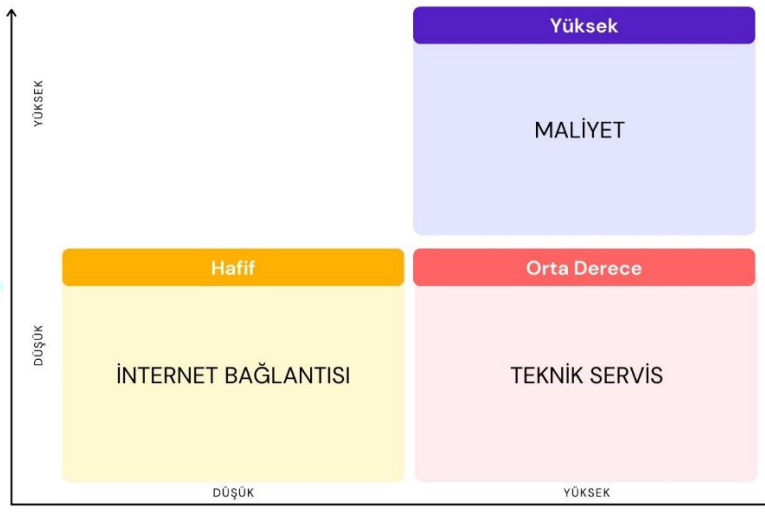 Yüksek
YÜKSEK
MALİYET
Hafif
Orta Derece
DÜŞÜK
İNTERNET BAĞLANTISI
TEKNİK SERVİS
DÜŞÜK
YÜKSEK